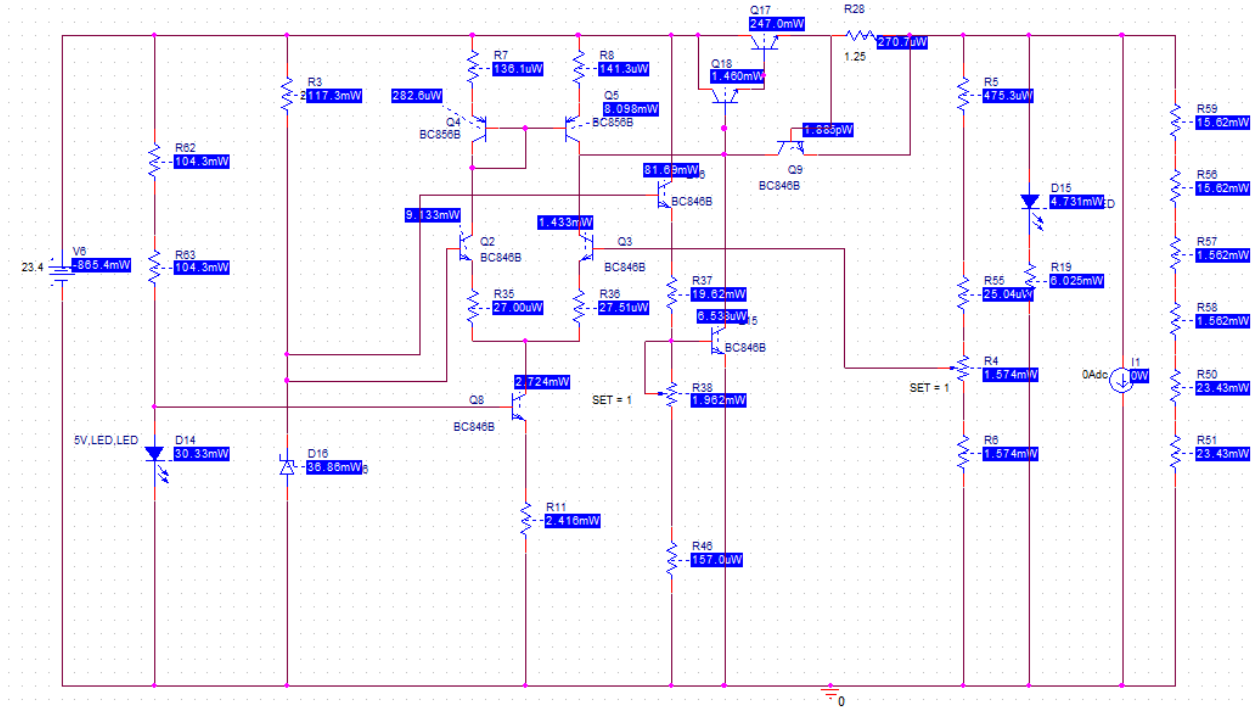 Q17
247.0mW
R28
270.7uW
1.25
R7
136.1uW
R8
141.3uW
Q18
1.460mW
R3
117.3mW
R5
475.3uW
282.6uW
Q5
8.098mW
Q4
BC856B
BC856B
R59
15.62mW
1.885pW
R62
104.3mW
Q9
BC846B
81.69mW
BC846B
R56
15.62mW
D15
4.731mW
9.133mW
1.433mW
Q2
BC846B
Q3
BC846B
R57
1.562mW
V6
23.4
-865.4mW
R63
104.3mW
R37
19.62mW
R55
25.04uW
R19
6.025mW
R35
27.00uW
R36
27.51uW
6.538uW
BC846B
R58
1.562mW
R4
1.574mW
SET = 1
I1
0Adc
0W
2.724mW
Q8
BC846B
SET = 1
R38
1.962mW
R50
23.43mW
5V,LED,LED
D14
30.33mW
D16
36.86mW
R6
1.574mW
R51
23.43mW
R11
2.416mW
R46
157.0uW
0